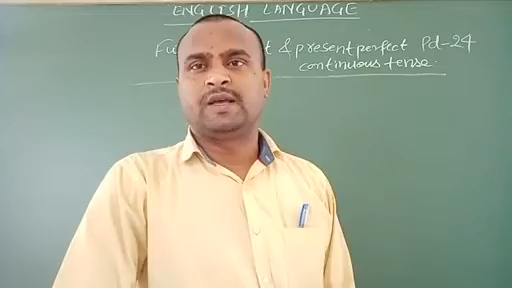 ENGLISH LANGUAGE
& present perfect Pd-24
continuous tense.